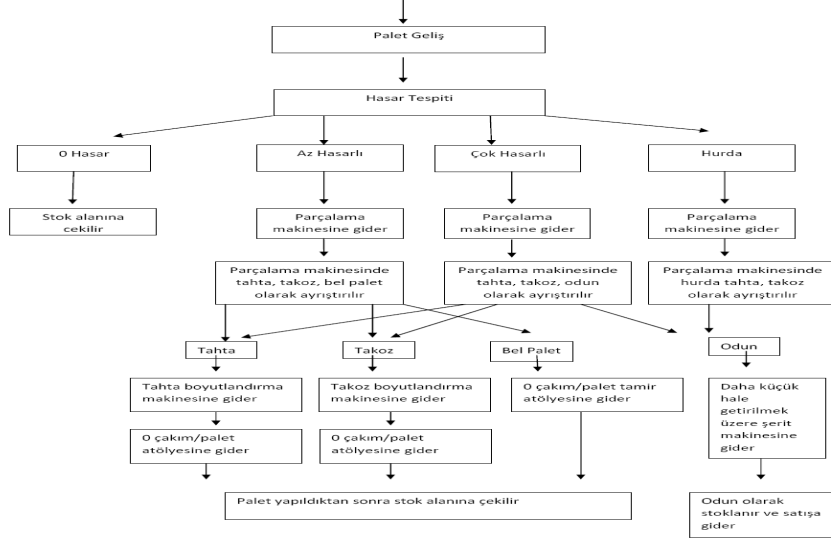 Palet Geliş
Hasar Tespiti
0 Hasar
Az Hasarlı
Çok Hasarlı
Hurda
Stok alanına
cekilir
Parçalama
makinesine gider
Parçalama
makinesine gider
Parçalama
makinesine gider
Parçalama makinesinde
tahta, takoz, bel palet
olarak ayrıştırılır
Parçalama makinesinde
tahta, takoz, odun
olarak ayrıştırılır
Parçalama makinesinde
hurda tahta, takoz
olarak ayrıştırılır
Tahta
Takoz
Bel Palet
Odun
Tahta boyutlandırma
makinesine gider
Takoz boyutlandırma
makinesine gider
0 çakım/palet tamir
atölyesine gider
Daha küçük
hale
getirilmek
üzere şerit
makinesine
gider
0 çakım/palet
atölyesine gider
0 çakım/palet
atölyesine gider
Palet yapıldıktan sonra stok alanına çekilir
Odun olarak
stoklanır ve satışa
gider